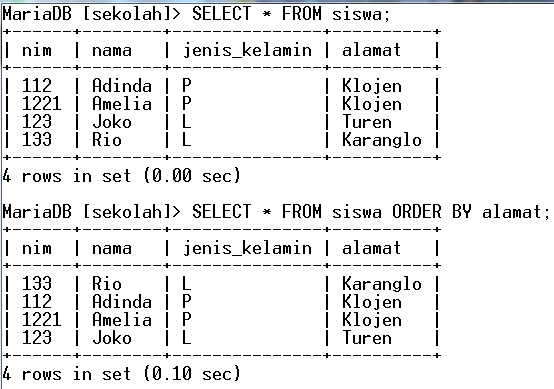 MariaDB [sekolah]> SELECT * FROM siswa;
+------+--------+---------------+----------+
| nim  | nama   | jenis_kelamin | alamat   |
+------+--------+---------------+----------+
| 112  | Adinda | P             | Klojen   |
| 1221 | Amelia | P             | Klojen   |
| 123  | Joko   | L             | Turen    |
| 133  | Rio    | L             | Karanglo |
+------+--------+---------------+----------+
4 rows in set (0.00 sec)

MariaDB [sekolah]> SELECT * FROM siswa ORDER BY alamat;
+------+--------+---------------+----------+
| nim  | nama   | jenis_kelamin | alamat   |
+------+--------+---------------+----------+
| 133  | Rio    | L             | Karanglo |
| 112  | Adinda | P             | Klojen   |
| 1221 | Amelia | P             | Klojen   |
| 123  | Joko   | L             | Turen    |
+------+--------+---------------+----------+
4 rows in set (0.10 sec)